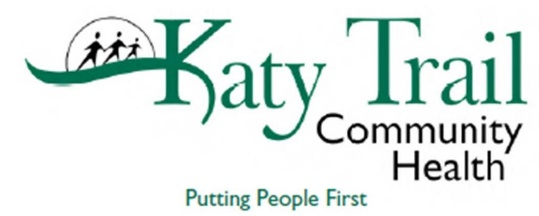 Katy Trail
Community
Health
Putting People First